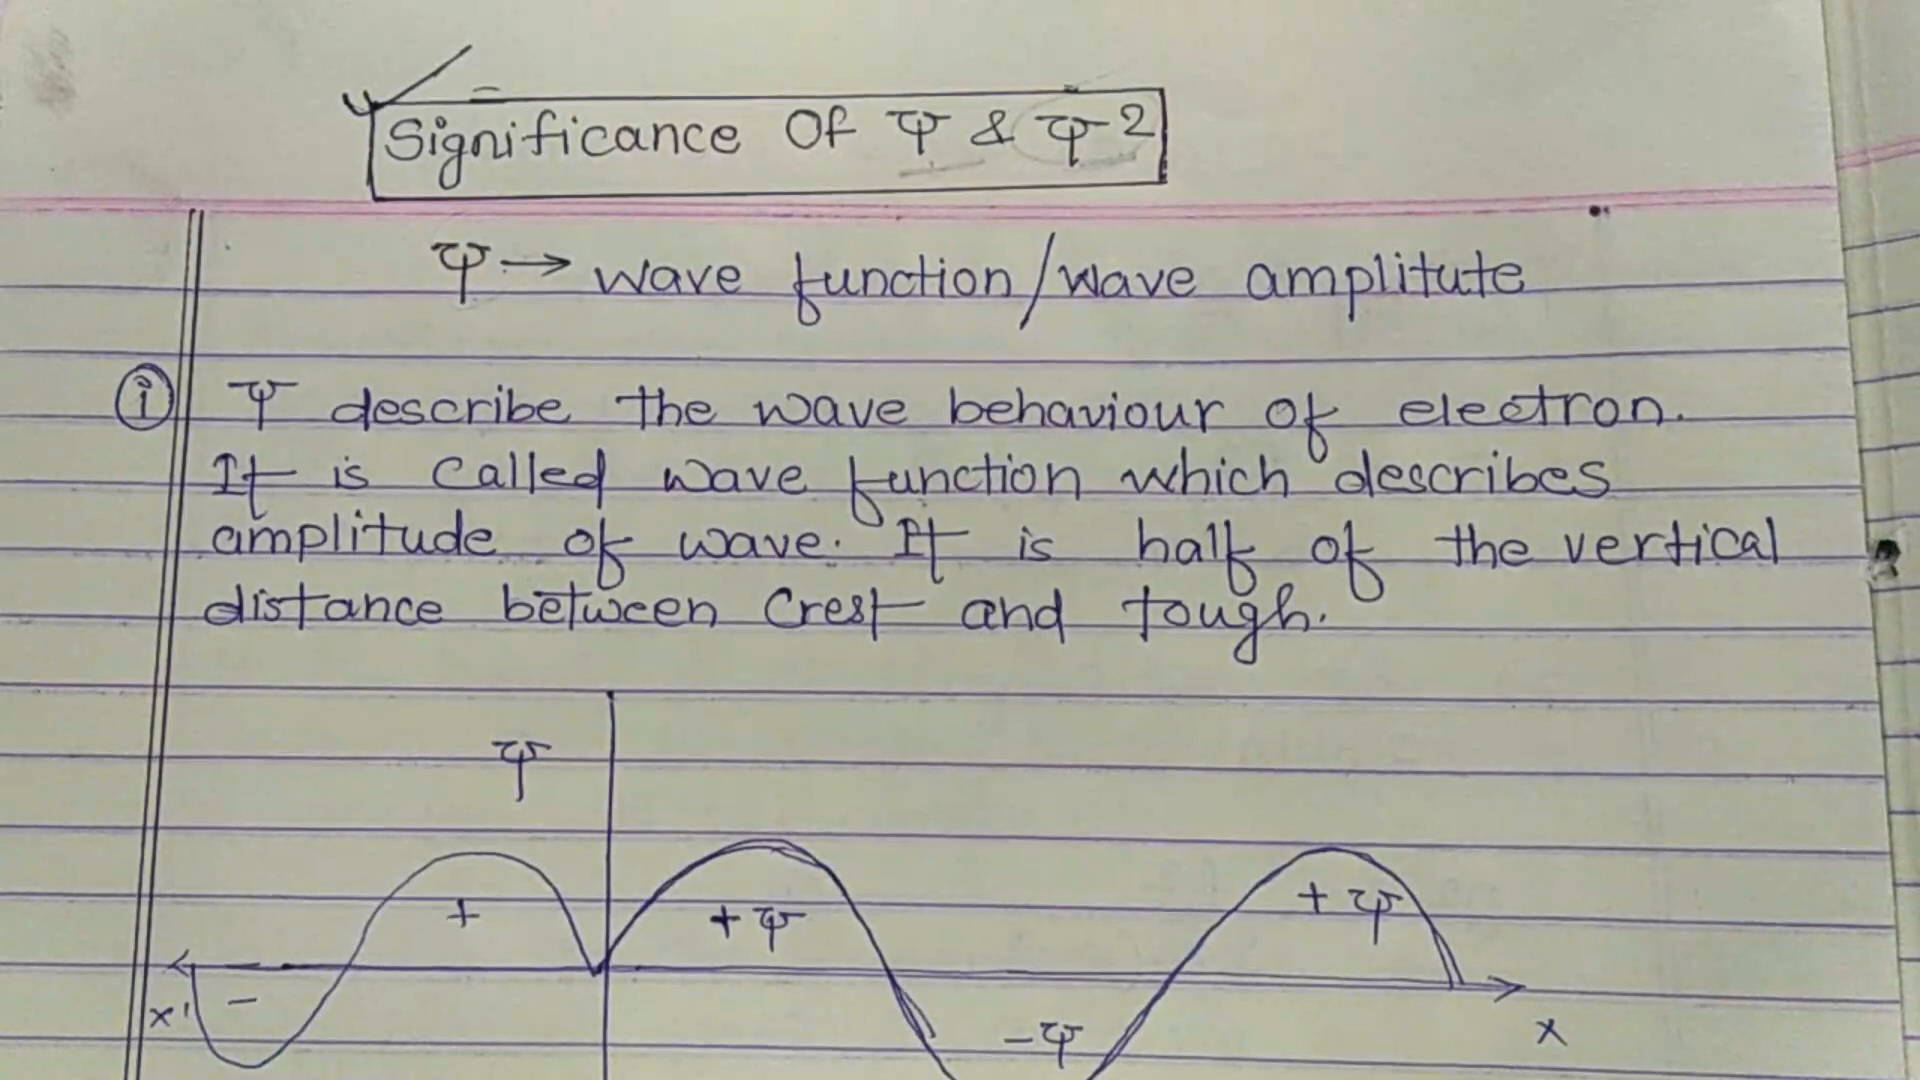 Significance Of Ψ & Ψ²
Ψ → wave function/wave amplitute
i Ψ describe the wave behaviour of electron.
It is called wave function which describes
amplitude of wave. It is half of the vertical
distance between Crest and tough.
Ψ
+ +Ψ +Ψ
x' − −Ψ x